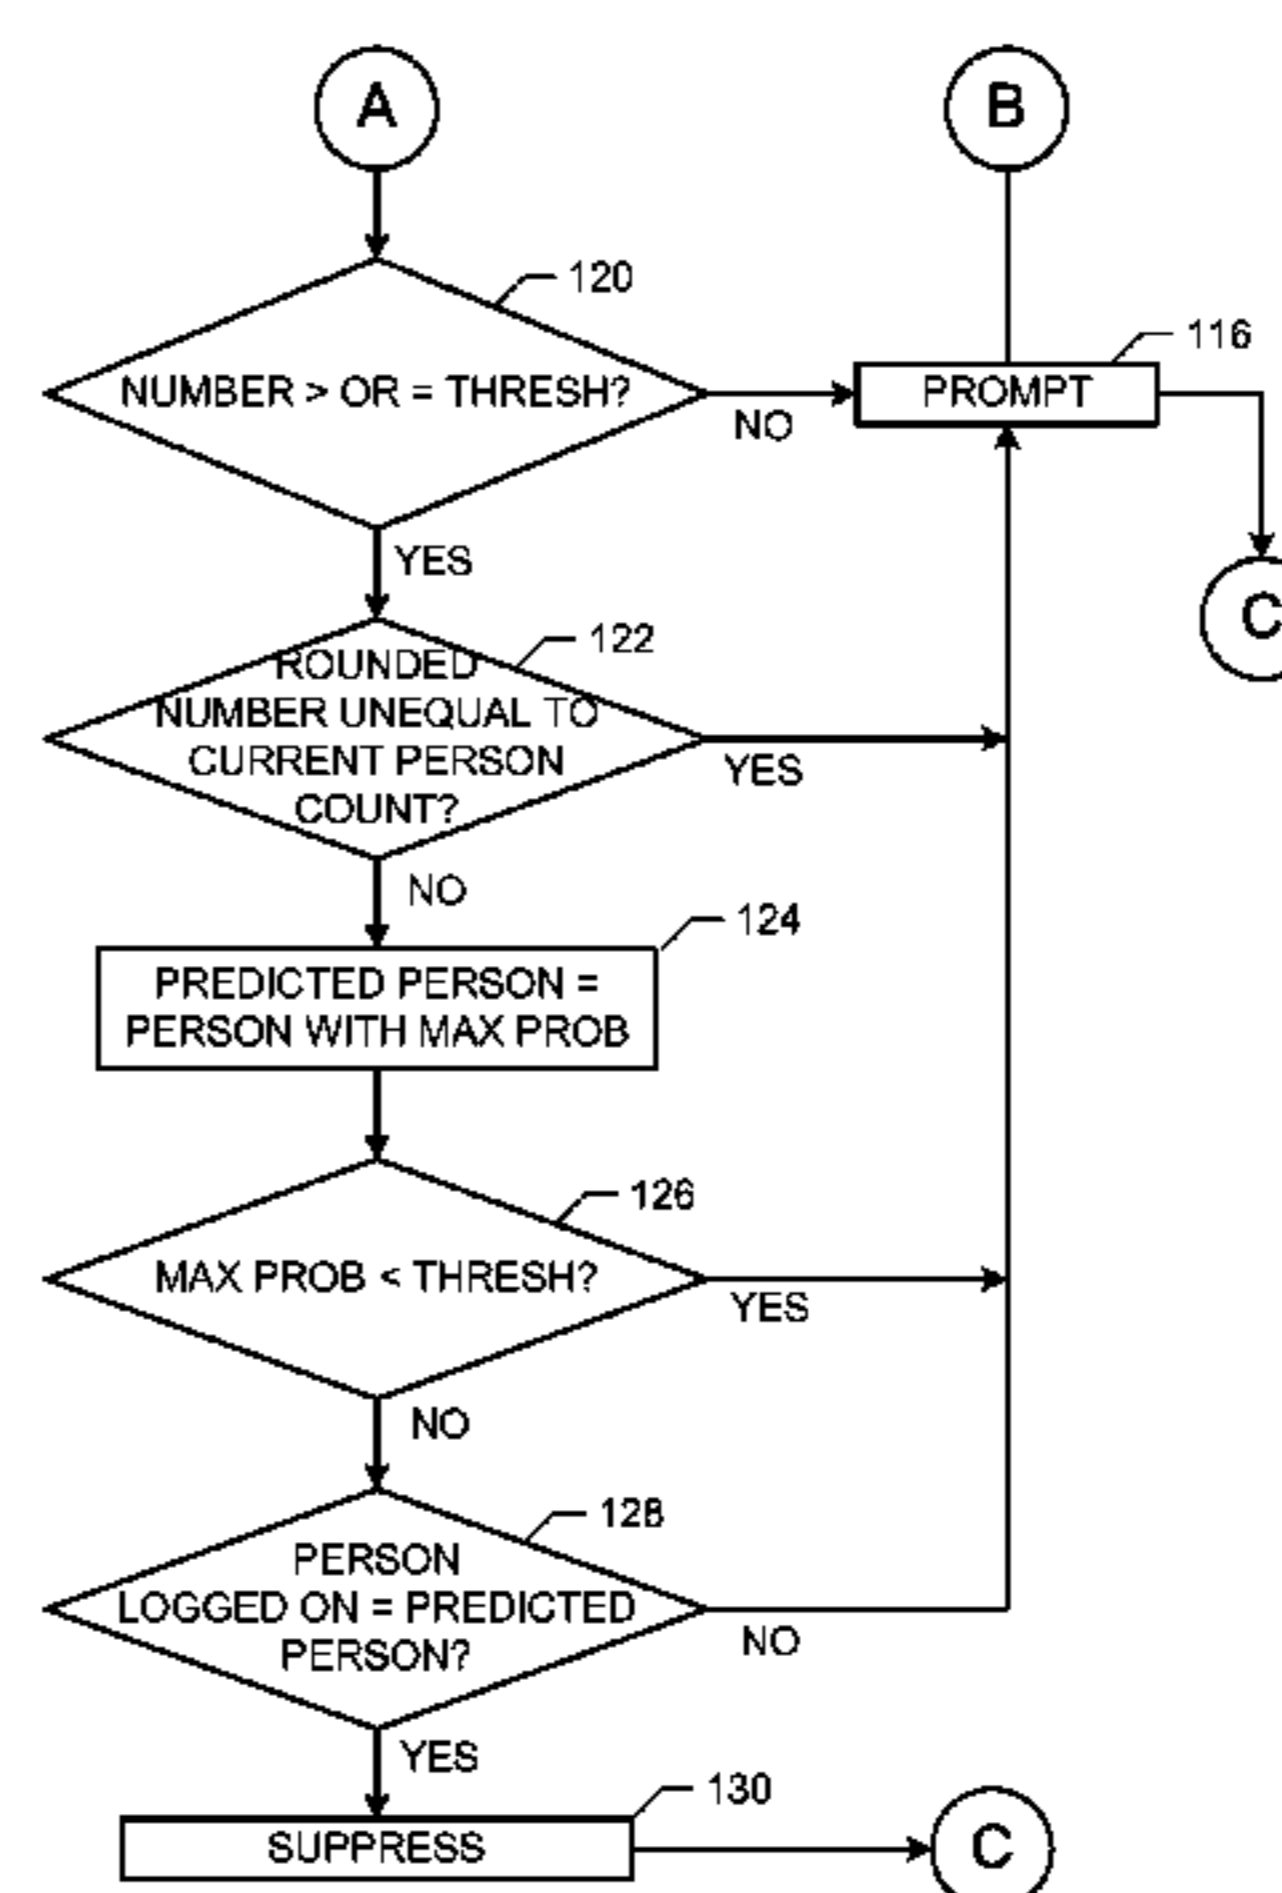 A
B
120
116
NUMBER > OR = THRESH?
PROMPT
NO
YES
C
122
ROUNDED
NUMBER UNEQUAL TO
CURRENT PERSON
COUNT?
YES
NO
124
PREDICTED PERSON =
PERSON WITH MAX PROB
126
MAX PROB < THRESH?
YES
NO
128
PERSON
LOGGED ON = PREDICTED
PERSON?
NO
YES
130
SUPPRESS
C